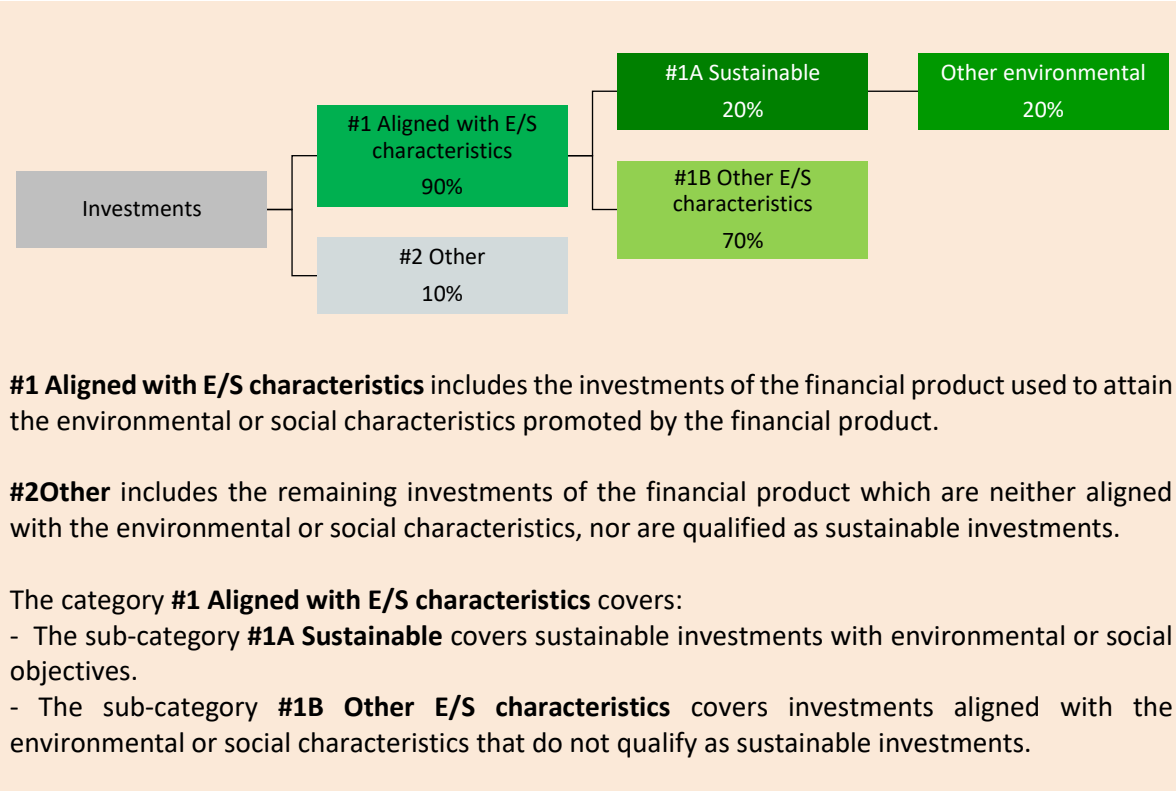 #1A Sustainable
20%
Other environmental
20%
#1 Aligned with E/S
characteristics
90%
#1B Other E/S
characteristics
70%
Investments
#2 Other
10%
#1 Aligned with E/S characteristics includes the investments of the financial product used to attain
the environmental or social characteristics promoted by the financial product.
#2Other includes the remaining investments of the financial product which are neither aligned
with the environmental or social characteristics, nor are qualified as sustainable investments.
The category #1 Aligned with E/S characteristics covers:
- The sub-category #1A Sustainable covers sustainable investments with environmental or social
objectives.
- The sub-category #1B Other E/S characteristics covers investments aligned with the
environmental or social characteristics that do not qualify as sustainable investments.